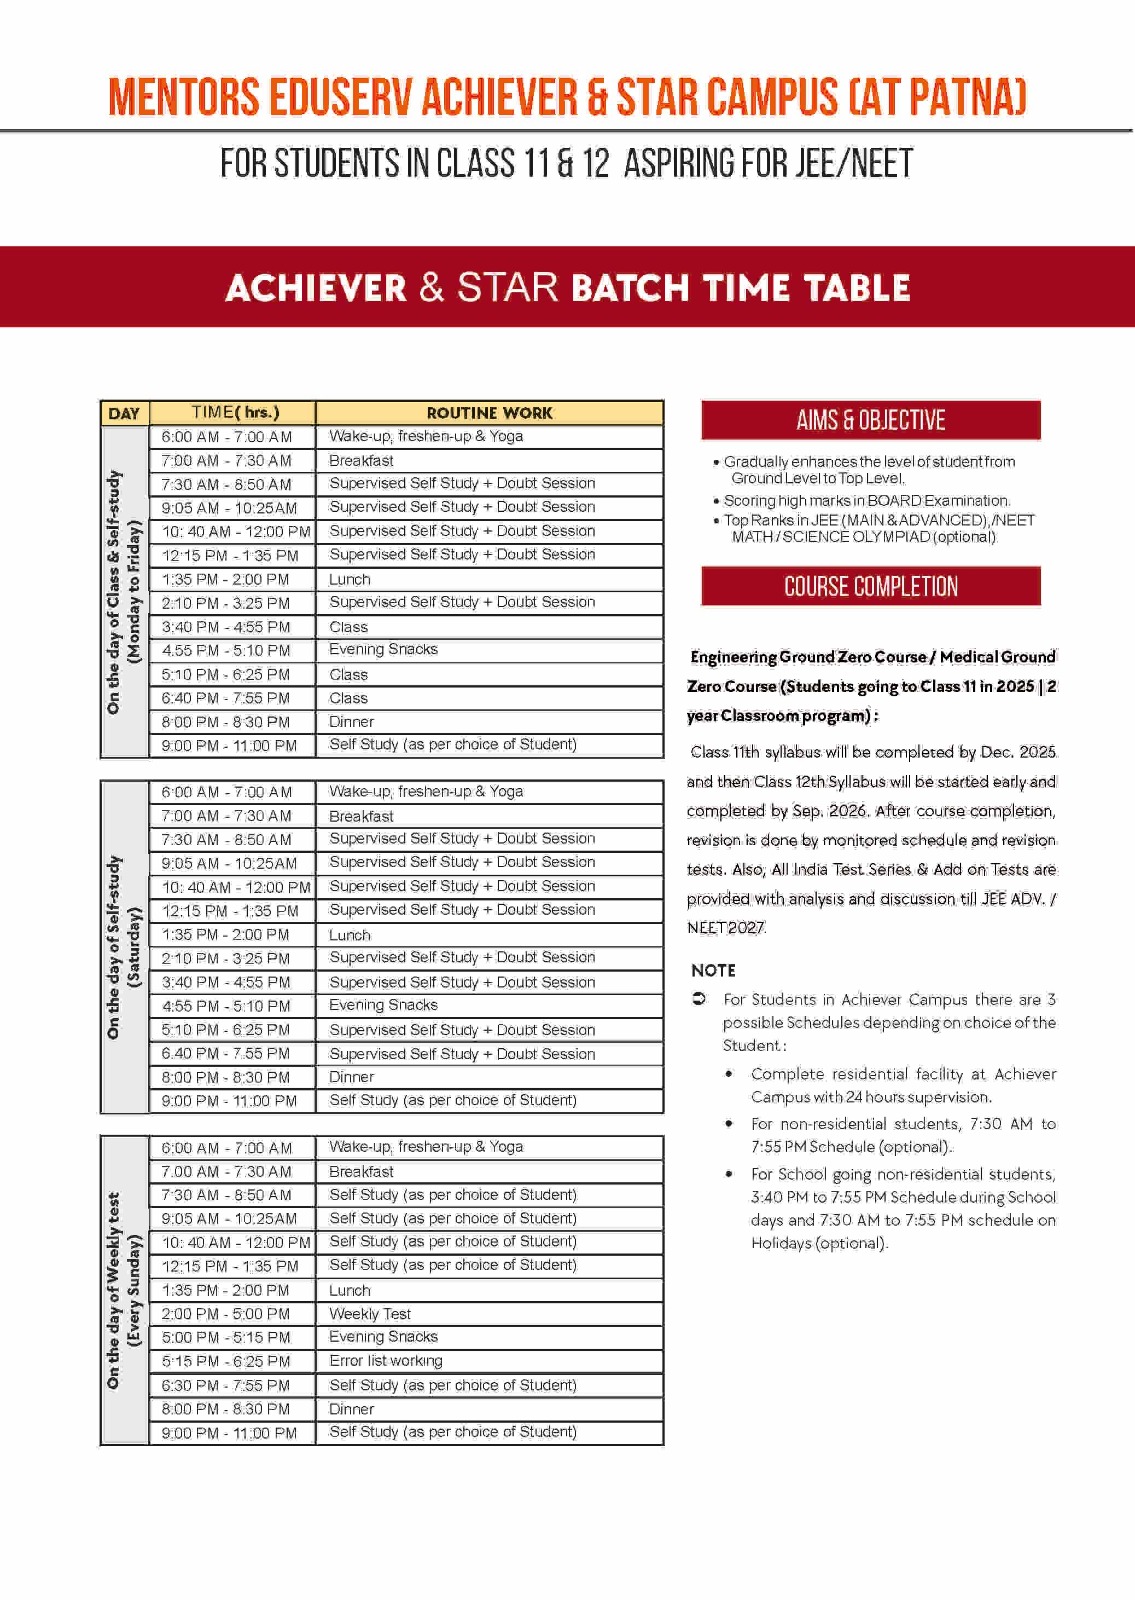 MENTORS EDUSERV ACHIEVER & STAR CAMPUS (AT PATNA)
FOR STUDENTS IN CLASS 11 & 12 ASPIRING FOR JEE/NEET
ACHIEVER & STAR BATCH TIME TABLE
DAY TIME( hrs.) ROUTINE WORK
On the day of Class & Self-study
(Monday to Friday)
6:00 AM - 7:00 AM Wake-up, freshen-up & Yoga
7:00 AM - 7:30 AM Breakfast
7:30 AM - 8:50 AM Supervised Self Study + Doubt Session
9:05 AM - 10:25AM Supervised Self Study + Doubt Session
10: 40 AM - 12:00 PM Supervised Self Study + Doubt Session
12:15 PM - 1:35 PM Supervised Self Study + Doubt Session
1:35 PM - 2:00 PM Lunch
2:10 PM - 3:25 PM Supervised Self Study + Doubt Session
3:40 PM - 4:55 PM Class
4:55 PM - 5:10 PM Evening Snacks
5:10 PM - 6:25 PM Class
6:40 PM - 7:55 PM Class
8:00 PM - 8:30 PM Dinner
9:00 PM - 11:00 PM Self Study (as per choice of Student)
On the day of Self-study
(Saturday)
6:00 AM - 7:00 AM Wake-up, freshen-up & Yoga
7:00 AM - 7:30 AM Breakfast
7:30 AM - 8:50 AM Supervised Self Study + Doubt Session
9:05 AM - 10:25AM Supervised Self Study + Doubt Session
10: 40 AM - 12:00 PM Supervised Self Study + Doubt Session
12:15 PM - 1:35 PM Supervised Self Study + Doubt Session
1:35 PM - 2:00 PM Lunch
2:10 PM - 3:25 PM Supervised Self Study + Doubt Session
3:40 PM - 4:55 PM Supervised Self Study + Doubt Session
4:55 PM - 5:10 PM Evening Snacks
5:10 PM - 6:25 PM Supervised Self Study + Doubt Session
6:40 PM - 7:55 PM Supervised Self Study + Doubt Session
8:00 PM - 8:30 PM Dinner
9:00 PM - 11:00 PM Self Study (as per choice of Student)
On the day of Weekly test
(Every Sunday)
6:00 AM - 7:00 AM Wake-up, freshen-up & Yoga
7:00 AM - 7:30 AM Breakfast
7:30 AM - 8:50 AM Self Study (as per choice of Student)
9:05 AM - 10:25AM Self Study (as per choice of Student)
10: 40 AM - 12:00 PM Self Study (as per choice of Student)
12:15 PM - 1:35 PM Self Study (as per choice of Student)
1:35 PM - 2:00 PM Lunch
2:00 PM - 5:00 PM Weekly Test
5:00 PM - 5:15 PM Evening Snacks
5:15 PM - 6:25 PM Error list working
6:30 PM - 7:55 PM Self Study (as per choice of Student)
8:00 PM - 8:30 PM Dinner
9:00 PM - 11:00 PM Self Study (as per choice of Student)
AIMS & OBJECTIVE
• Gradually enhances the level of student from
Ground Level to Top Level.
• Scoring high marks in BOARD Examination.
• Top Ranks in JEE (MAIN & ADVANCED),/NEET
MATH / SCIENCE OLYMPIAD (optional)
COURSE COMPLETION
Engineering Ground Zero Course / Medical Ground
Zero Course (Students going to Class 11 in 2025 | 2
year Classroom program) :
Class 11th syllabus will be completed by Dec. 2025
and then Class 12th Syllabus will be started early and
completed by Sep. 2026. After course completion,
revision is done by monitored schedule and revision
tests. Also, All India Test Series & Add on Tests are
provided with analysis and discussion till JEE ADV. /
NEET 2027.
NOTE
➲ For Students in Achiever Campus there are 3
possible Schedules depending on choice of the
Student :
• Complete residential facility at Achiever
Campus with 24 hours supervision.
• For non-residential students, 7:30 AM to
7:55 PM Schedule (optional).
• For School going non-residential students,
3:40 PM to 7:55 PM Schedule during School
days and 7:30 AM to 7:55 PM schedule on
Holidays (optional).